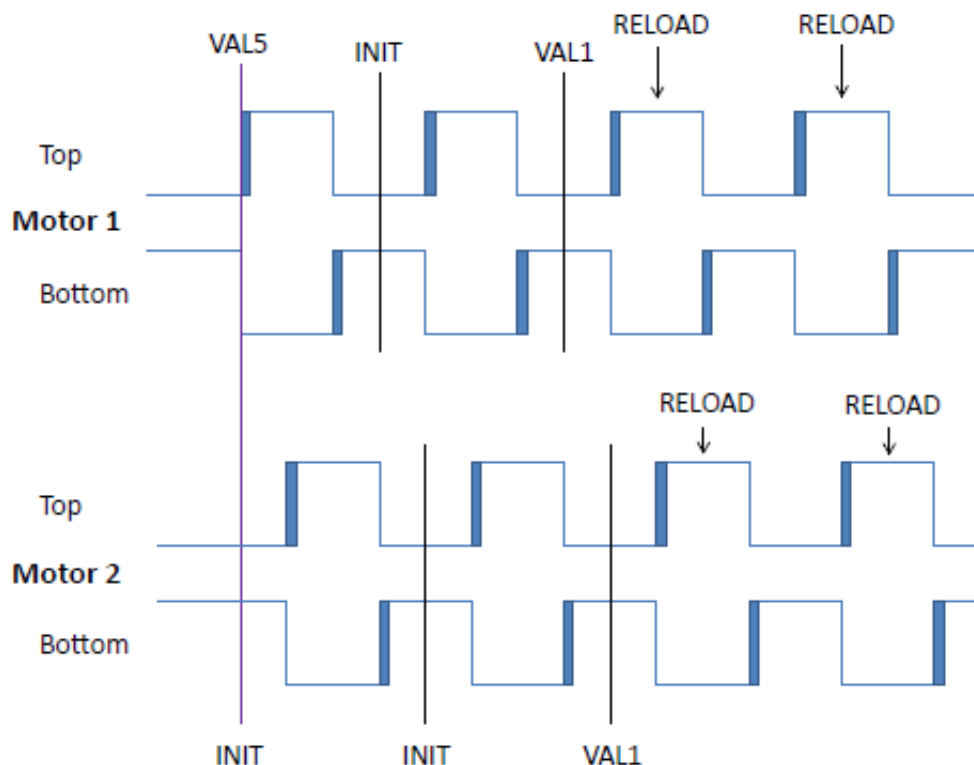 VAL5
INIT
VAL1
RELOAD
RELOAD
Top
Motor 1
Bottom
RELOAD
RELOAD
Top
Motor 2
Bottom
INIT
INIT
VAL1